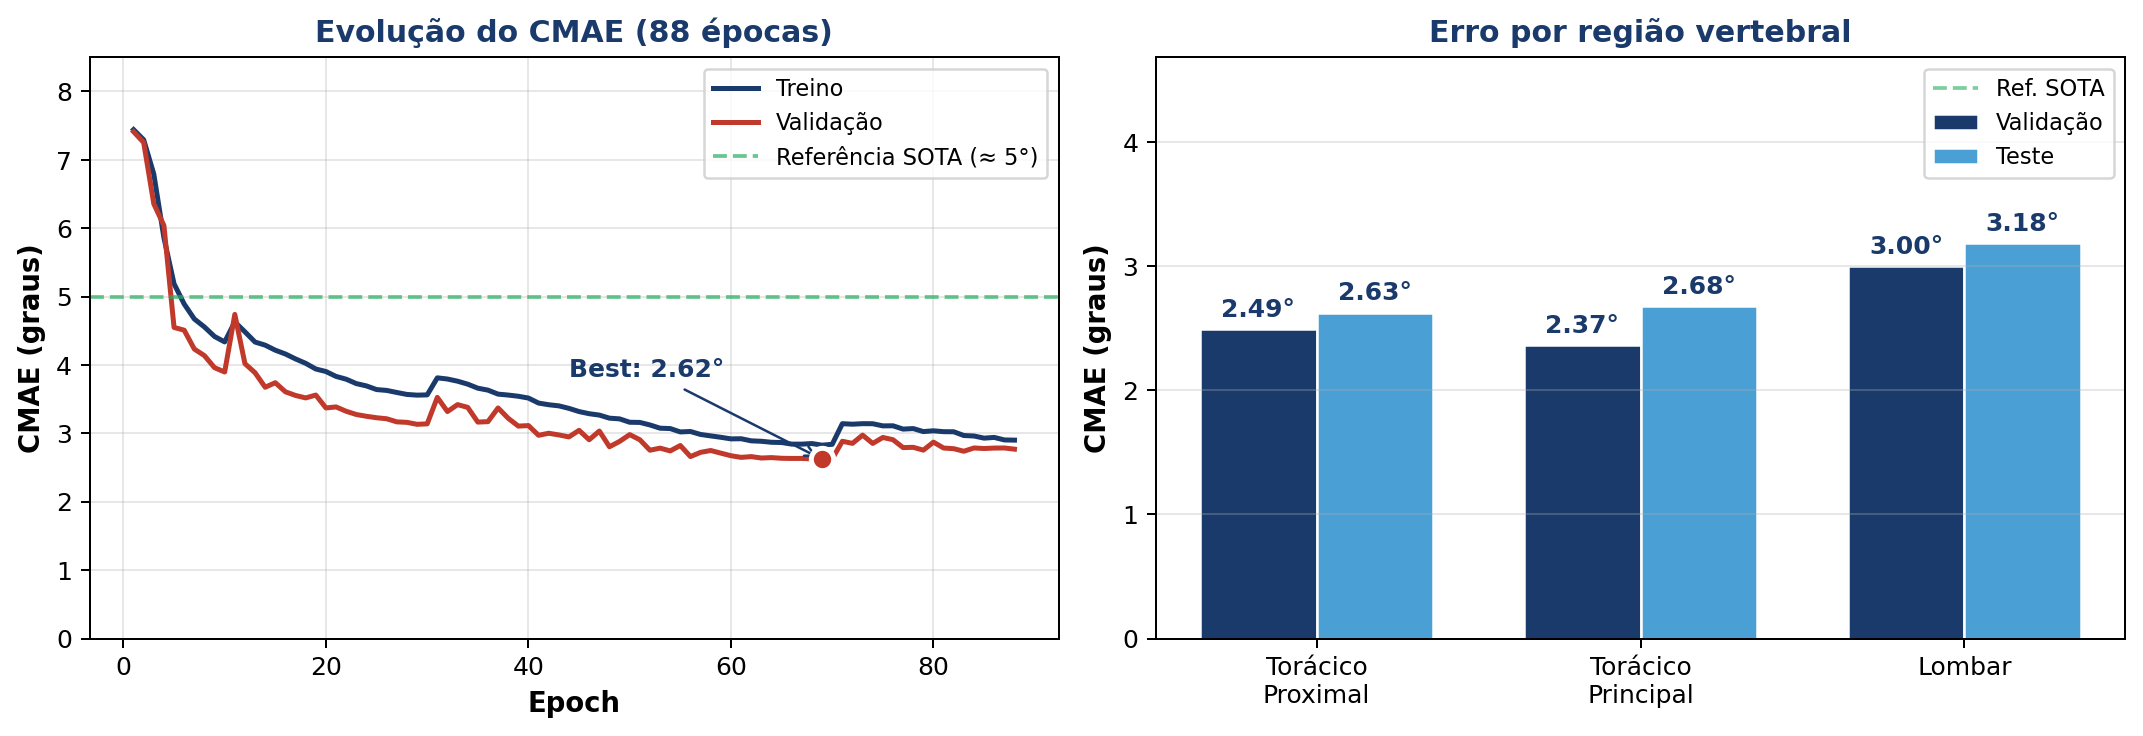 Evolução do CMAE (88 épocas)
CMAE (graus)
8
7
6
5
4
3
2
1
0
Treino
Validação
Referência SOTA (≈ 5°)
Best: 2.62°
0
20
40
60
80
Epoch
Erro por região vertebral
CMAE (graus)
4
3
2
1
0
Ref. SOTA
Validação
Teste
2.49°
2.63°
2.37°
2.68°
3.00°
3.18°
Torácico
Proximal
Torácico
Principal
Lombar